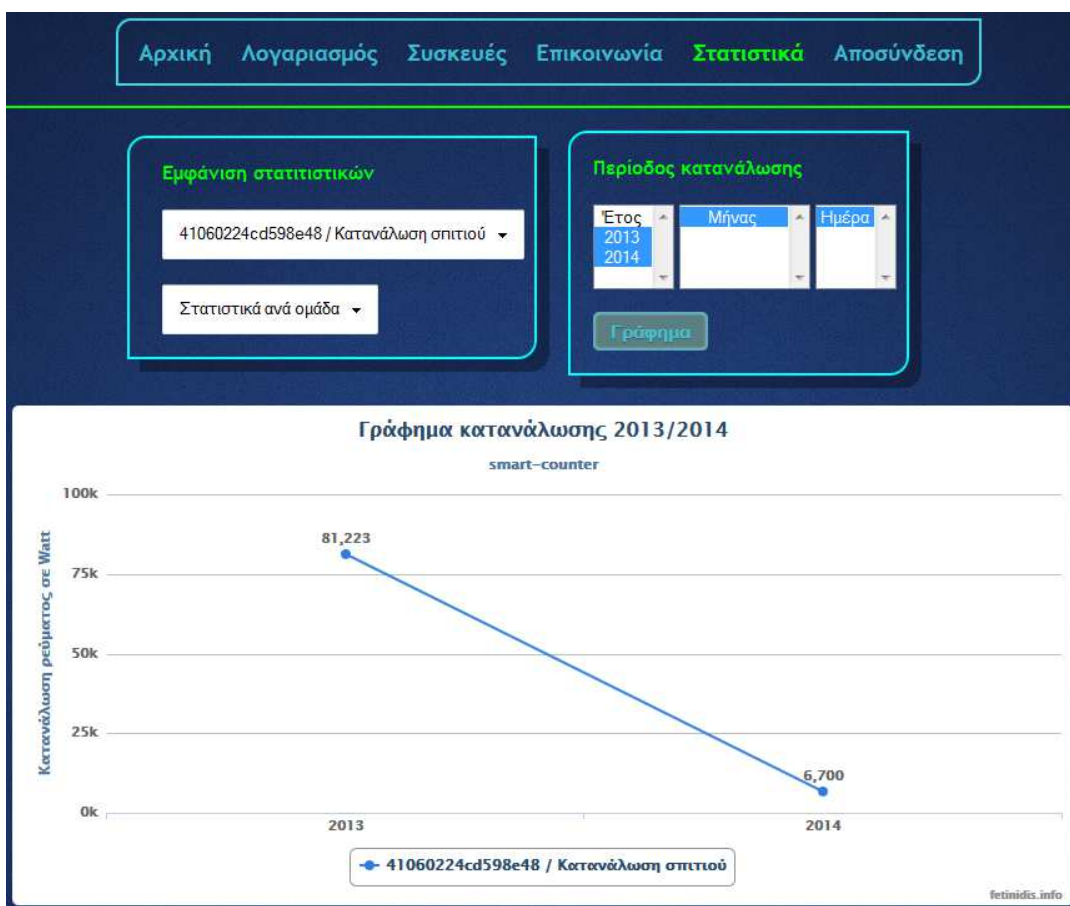 Αρχική Λογαριασμός Συσκευές Επικοινωνία Στατιστικά Αποσύνδεση
Εμφάνιση στατιτιστικών
41060224cd598e48 / Κατανάλωση σπιτιού
Στατιστικά ανά ομάδα
Περίοδος κατανάλωσης
Έτος
2013
2014
Μήνας
Ημέρα
Γράφημα
Γράφημα κατανάλωσης 2013/2014
smart-counter
Κατανάλωση ρεύματος σε Watt
100k
75k
50k
25k
0k
81,223
6,700
2013
2014
41060224cd598e48 / Κατανάλωση σπιτιού
fetinidis.info